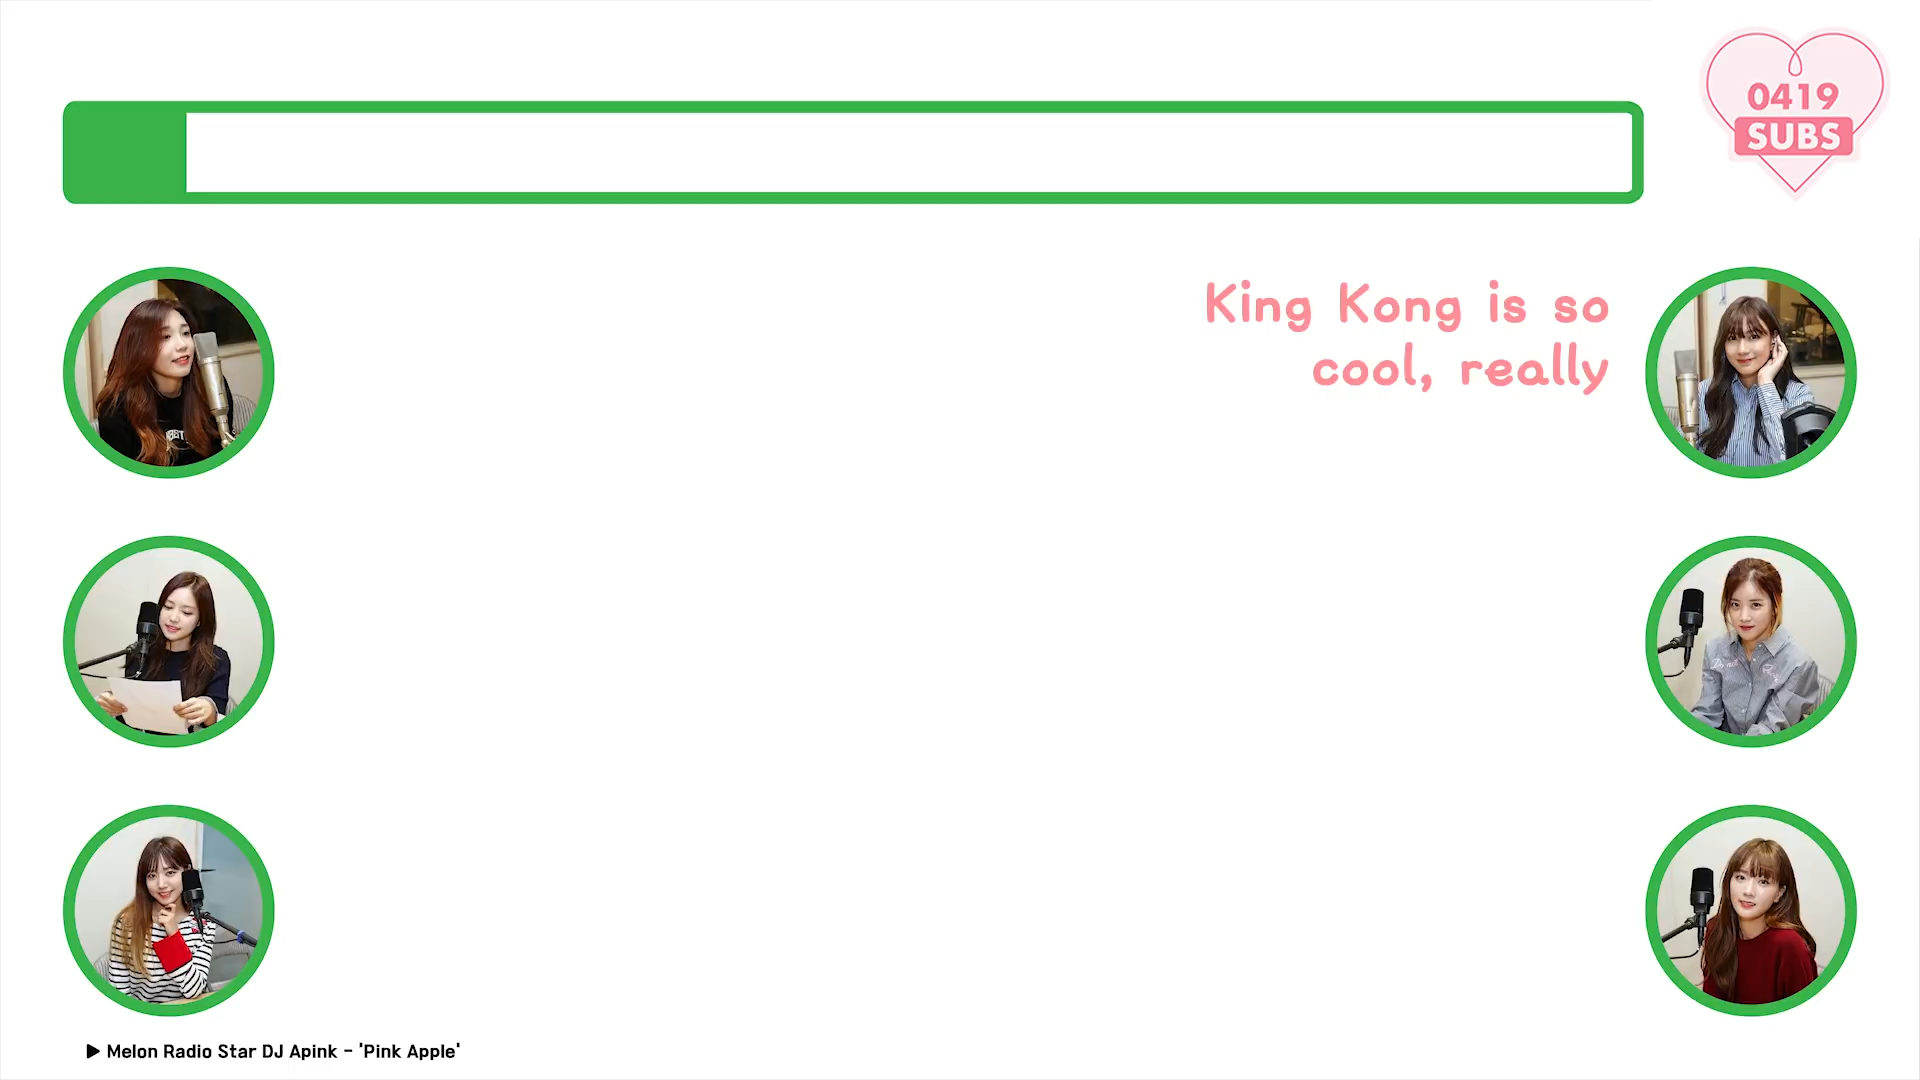 0419
SUBS
King Kong is so
cool, really
▶ Melon Radio Star DJ Apink - 'Pink Apple'